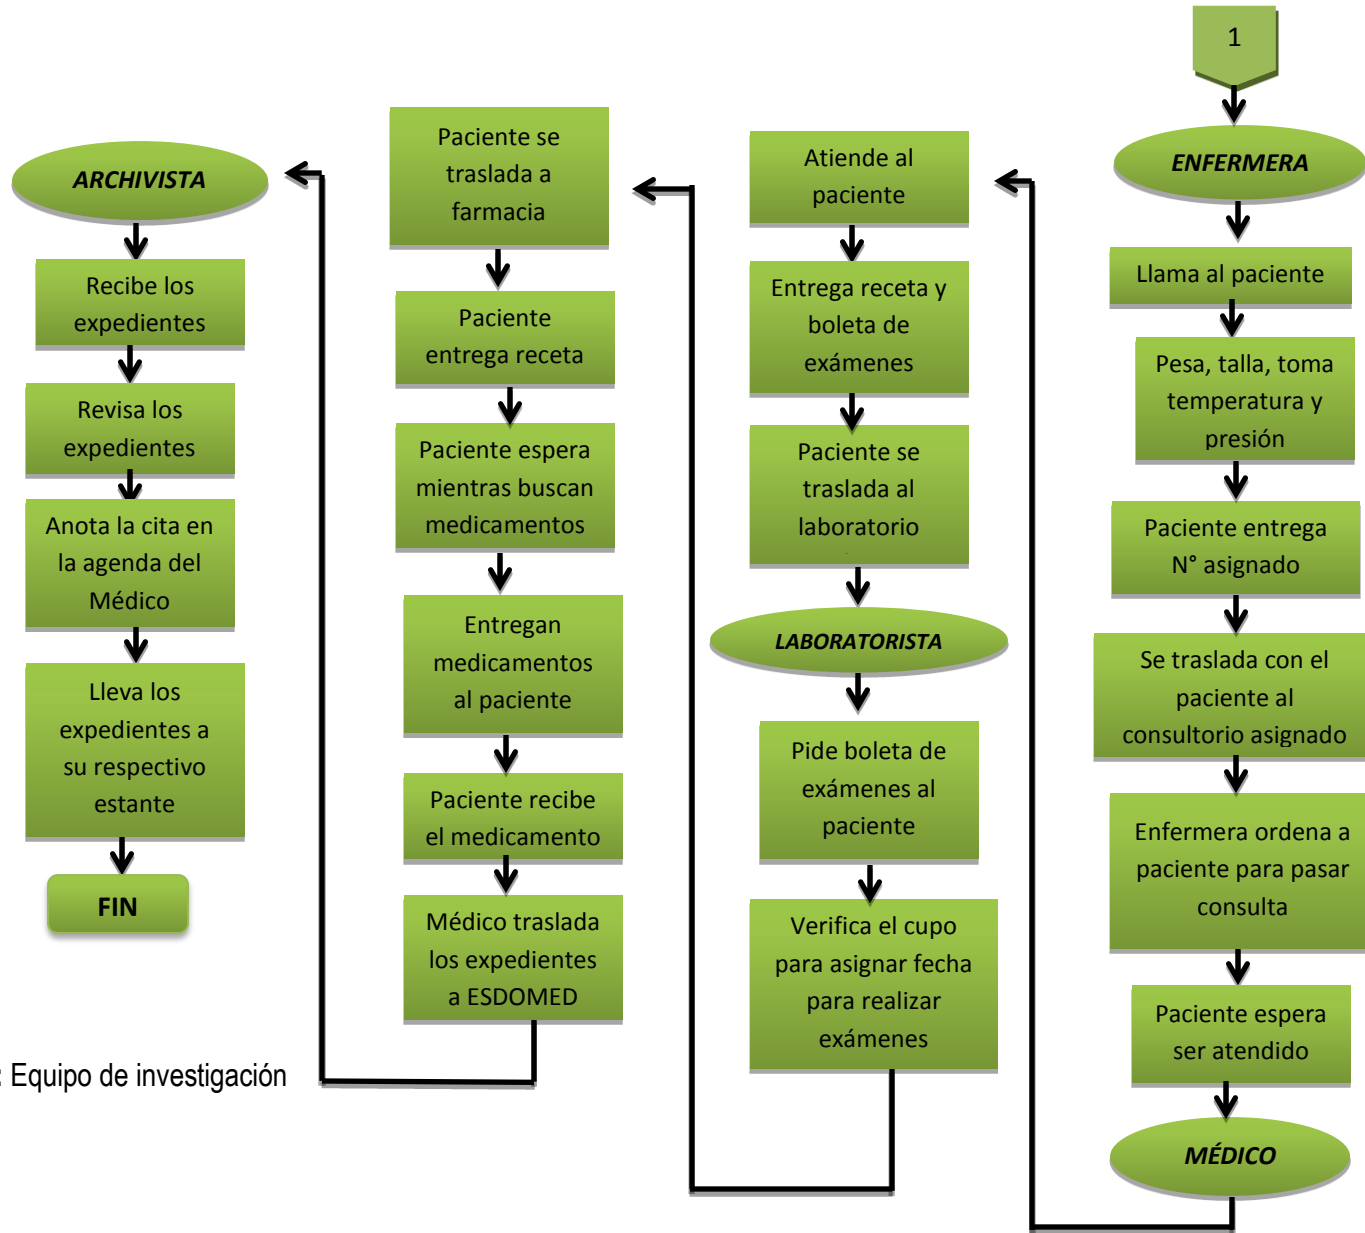 1
ENFERMERA
Llama al paciente
Pesa, talla, toma
temperatura y
presión
Paciente entrega
N° asignado
Se traslada con el
paciente al
consultorio asignado
Enfermera ordena a
paciente para pasar
consulta
Paciente espera
ser atendido
MÉDICO
Atiende al
paciente
Entrega receta y
boleta de
exámenes
Paciente se
traslada al
laboratorio
LABORATORISTA
Pide boleta de
exámenes al
paciente
Verifica el cupo
para asignar fecha
para realizar
exámenes
Paciente se
traslada a
farmacia
Paciente
entrega receta
Paciente espera
mientras buscan
medicamentos
Entregan
medicamentos
al paciente
Paciente recibe
el medicamento
Médico traslada
los expedientes
a ESDOMED
ARCHIVISTA
Recibe los
expedientes
Revisa los
expedientes
Anota la cita en
la agenda del
Médico
Lleva los
expedientes a
su respectivo
estante
FIN
: Equipo de investigación